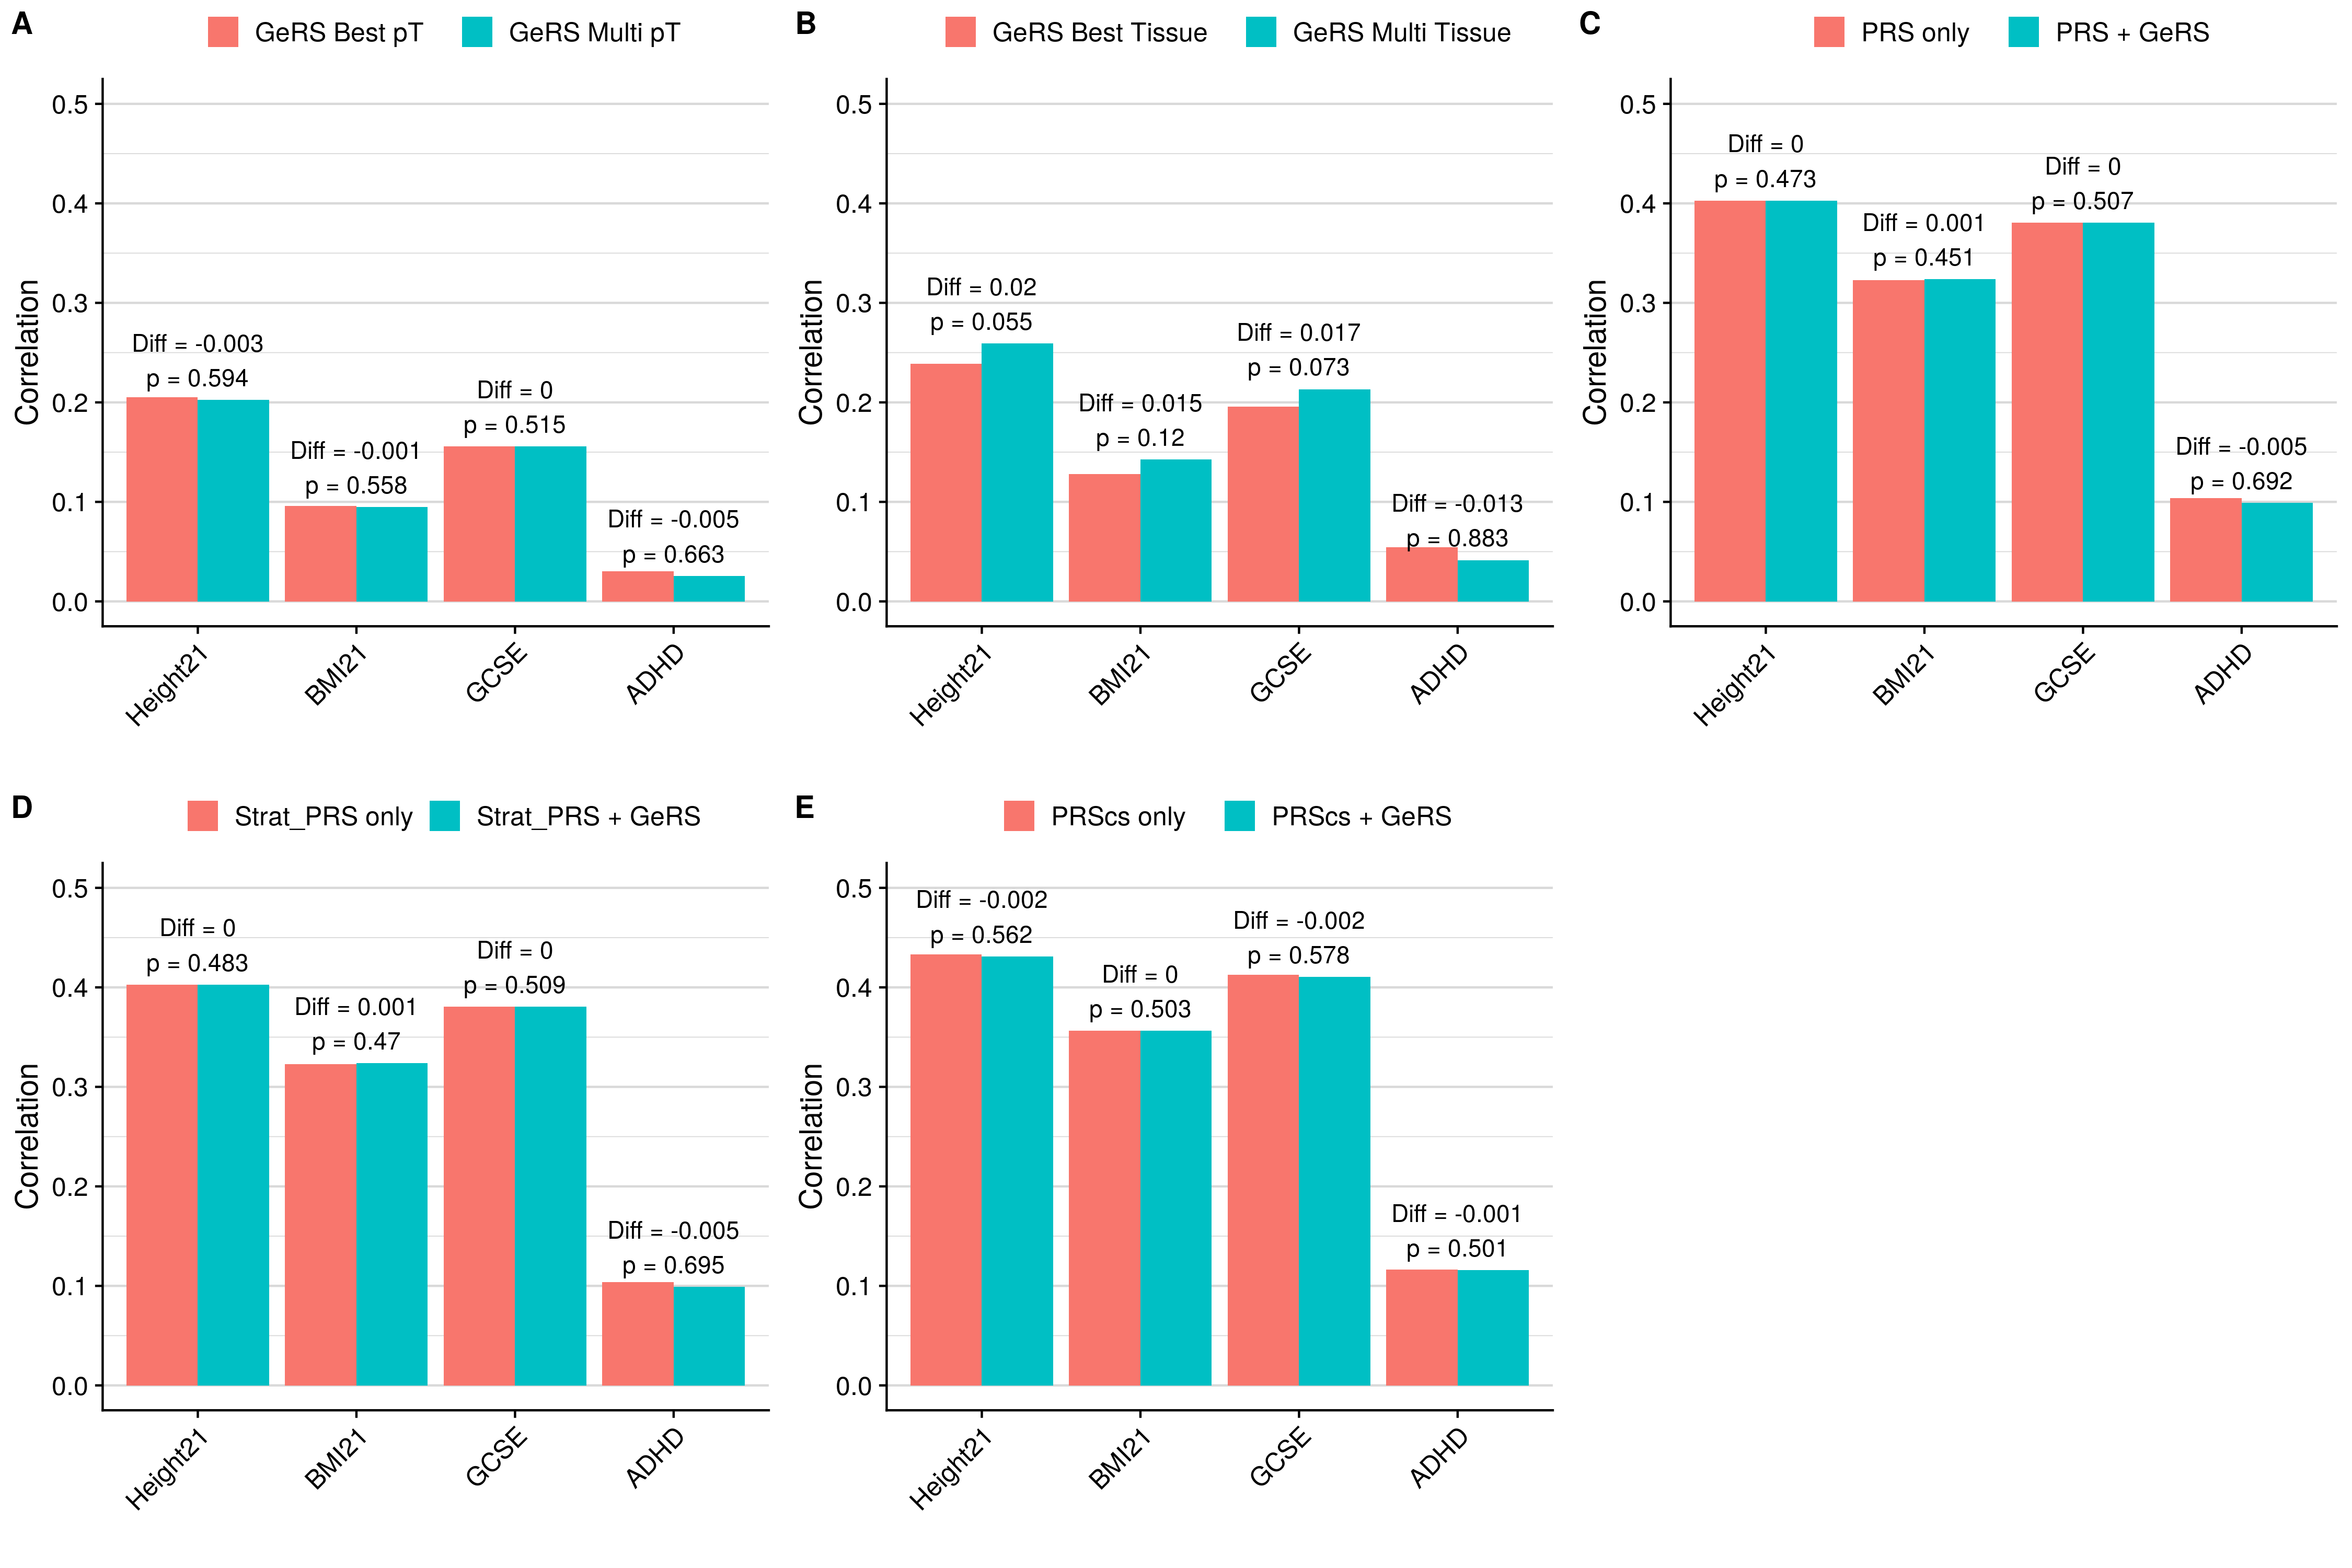 A
GeRS Best pT
GeRS Multi pT
Correlation
0.5
0.4
0.3
0.2
0.1
0.0
Diff = -0.003
p = 0.594
Diff = -0.001
p = 0.558
Diff = 0
p = 0.515
Diff = -0.005
p = 0.663
Height21
BMI21
GCSE
ADHD
B
GeRS Best Tissue
GeRS Multi Tissue
Correlation
0.5
0.4
0.3
0.2
0.1
0.0
Diff = 0.02
p = 0.055
Diff = 0.015
p = 0.12
Diff = 0.017
p = 0.073
Diff = -0.013
p = 0.883
Height21
BMI21
GCSE
ADHD
C
PRS only
PRS + GeRS
Correlation
0.5
0.4
0.3
0.2
0.1
0.0
Diff = 0
p = 0.473
Diff = 0.001
p = 0.451
Diff = 0
p = 0.507
Diff = -0.005
p = 0.692
Height21
BMI21
GCSE
ADHD
D
Strat_PRS only
Strat_PRS + GeRS
Correlation
0.5
0.4
0.3
0.2
0.1
0.0
Diff = 0
p = 0.483
Diff = 0.001
p = 0.47
Diff = 0
p = 0.509
Diff = -0.005
p = 0.695
Height21
BMI21
GCSE
ADHD
E
PRScs only
PRScs + GeRS
Correlation
0.5
0.4
0.3
0.2
0.1
0.0
Diff = -0.002
p = 0.562
Diff = 0
p = 0.503
Diff = -0.002
p = 0.578
Diff = -0.001
p = 0.501
Height21
BMI21
GCSE
ADHD